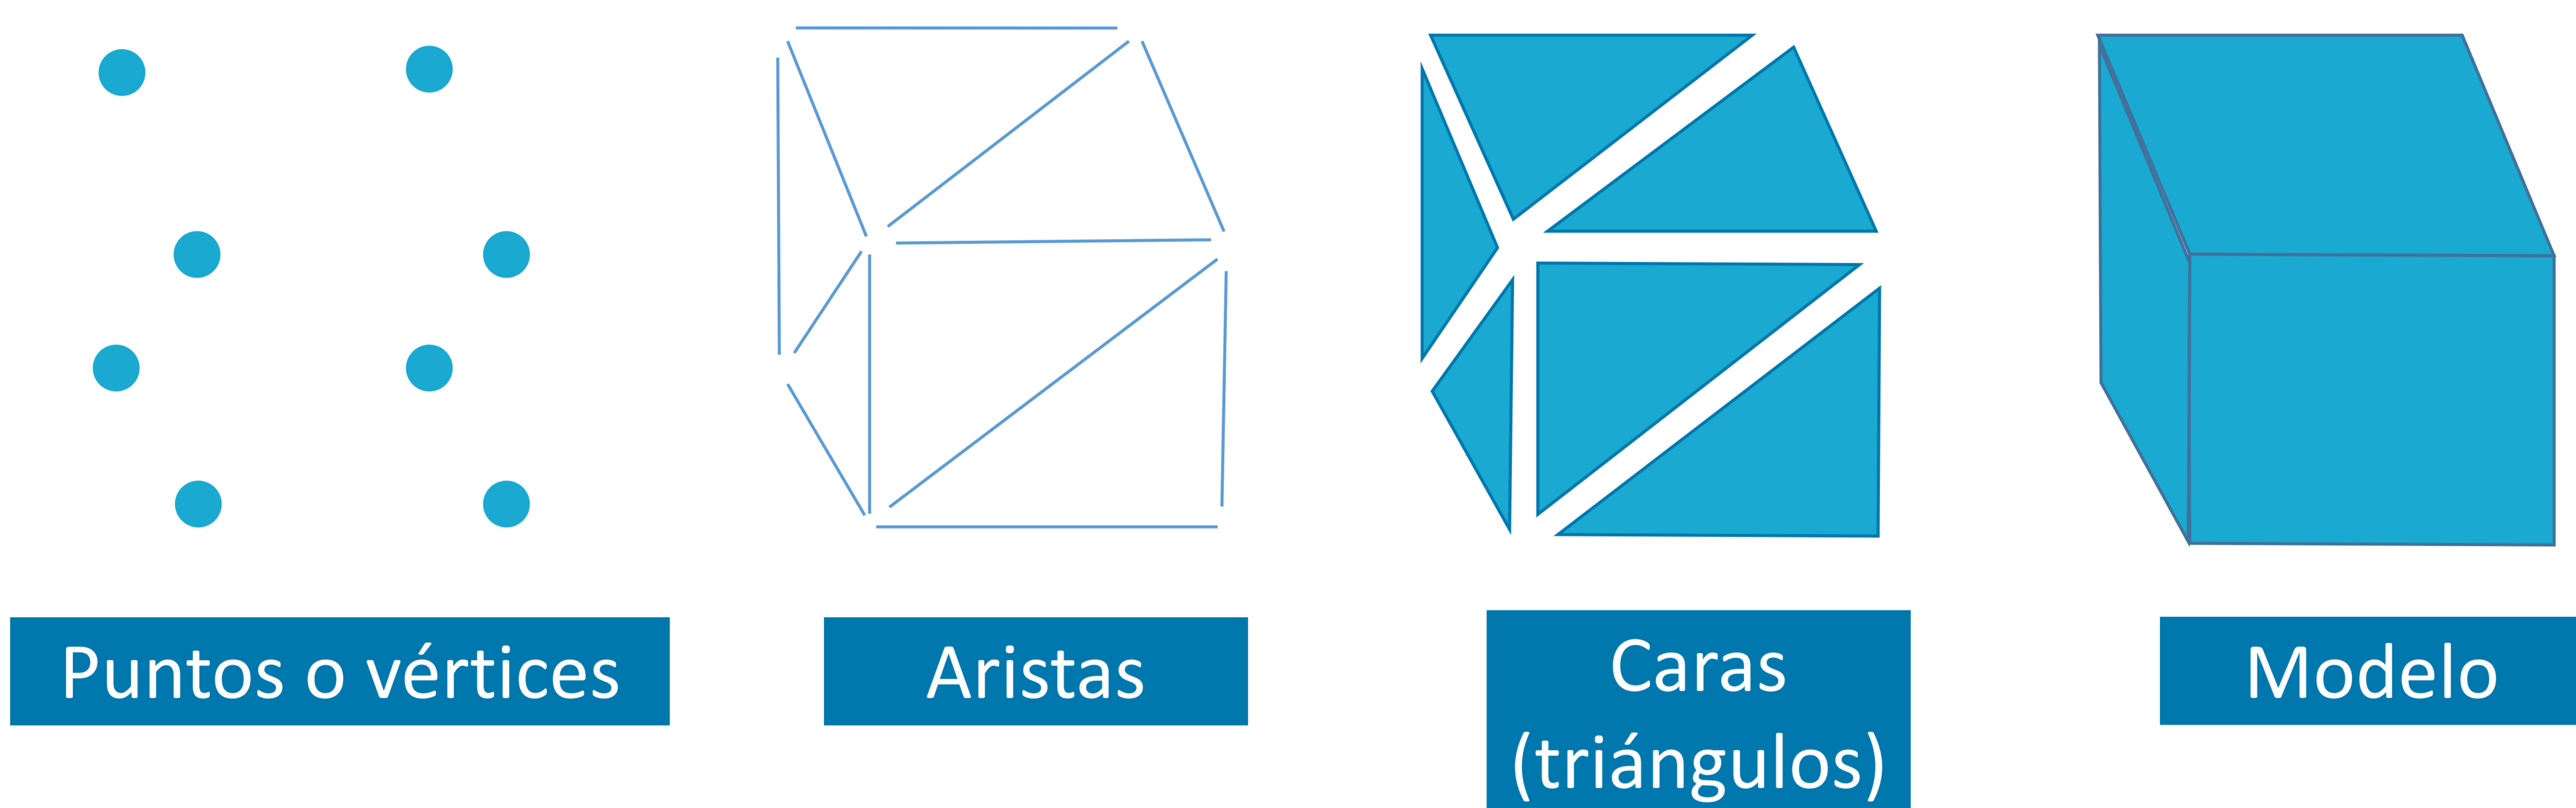 Puntos o vértices
Aristas
Caras
(triángulos)
Modelo